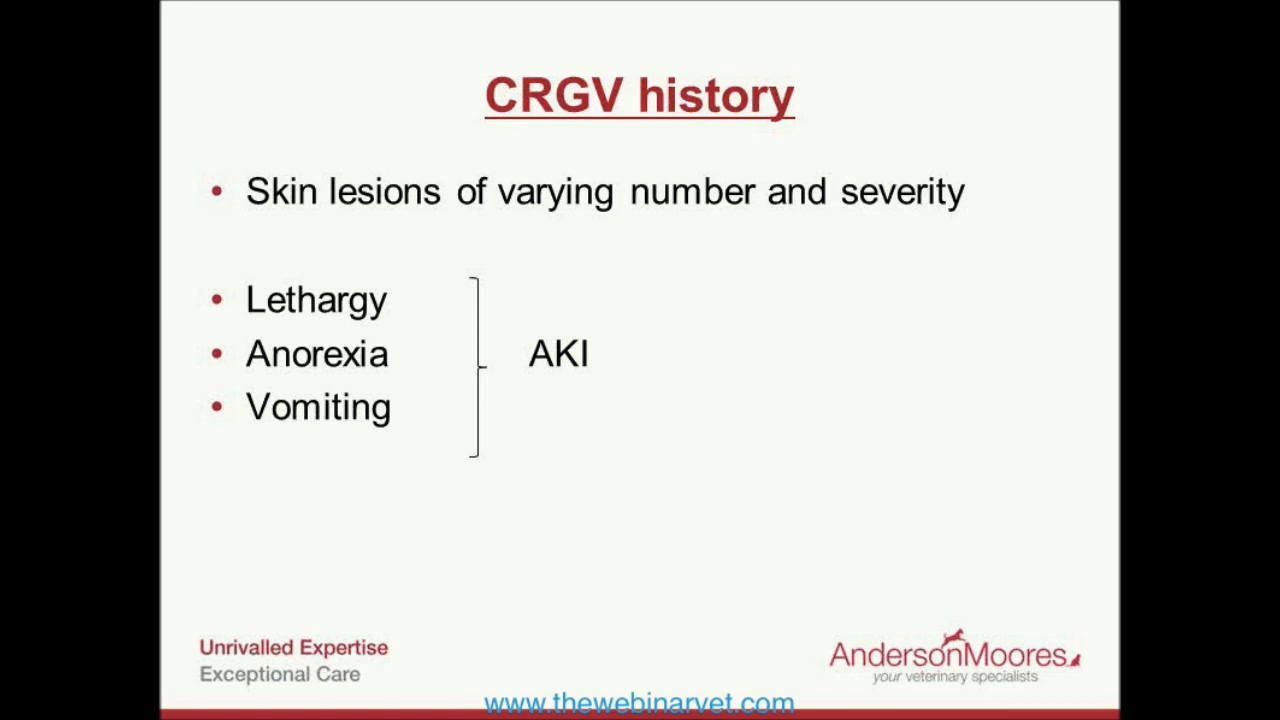 CRGV history
• Skin lesions of varying number and severity
• Lethargy
• Anorexia AKI
• Vomiting
Unrivalled Expertise
Exceptional Care
AndersonMoores
your veterinary specialists
www.thewebinarvet.com